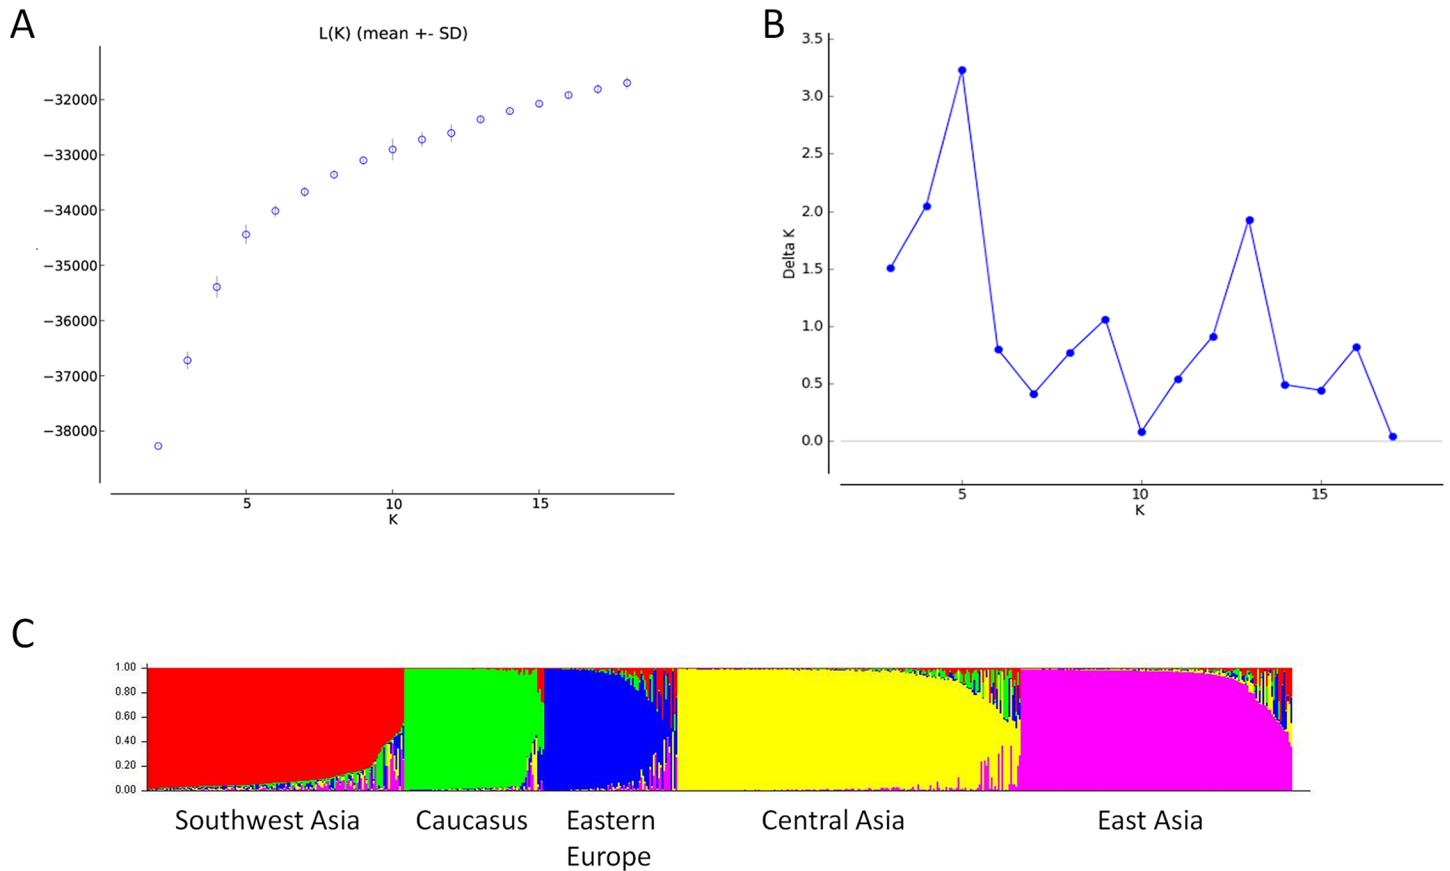 A
L(K) (mean +- SD)
−32000
−33000
−34000
−35000
−36000
−37000
−38000
5
10
15
K
B
3.5
3.0
2.5
2.0
1.5
1.0
0.5
0.0
Delta K
5
10
15
K
C
1.00
0.80
0.60
0.40
0.20
0.00
Southwest Asia
Caucasus
Eastern
Europe
Central Asia
East Asia